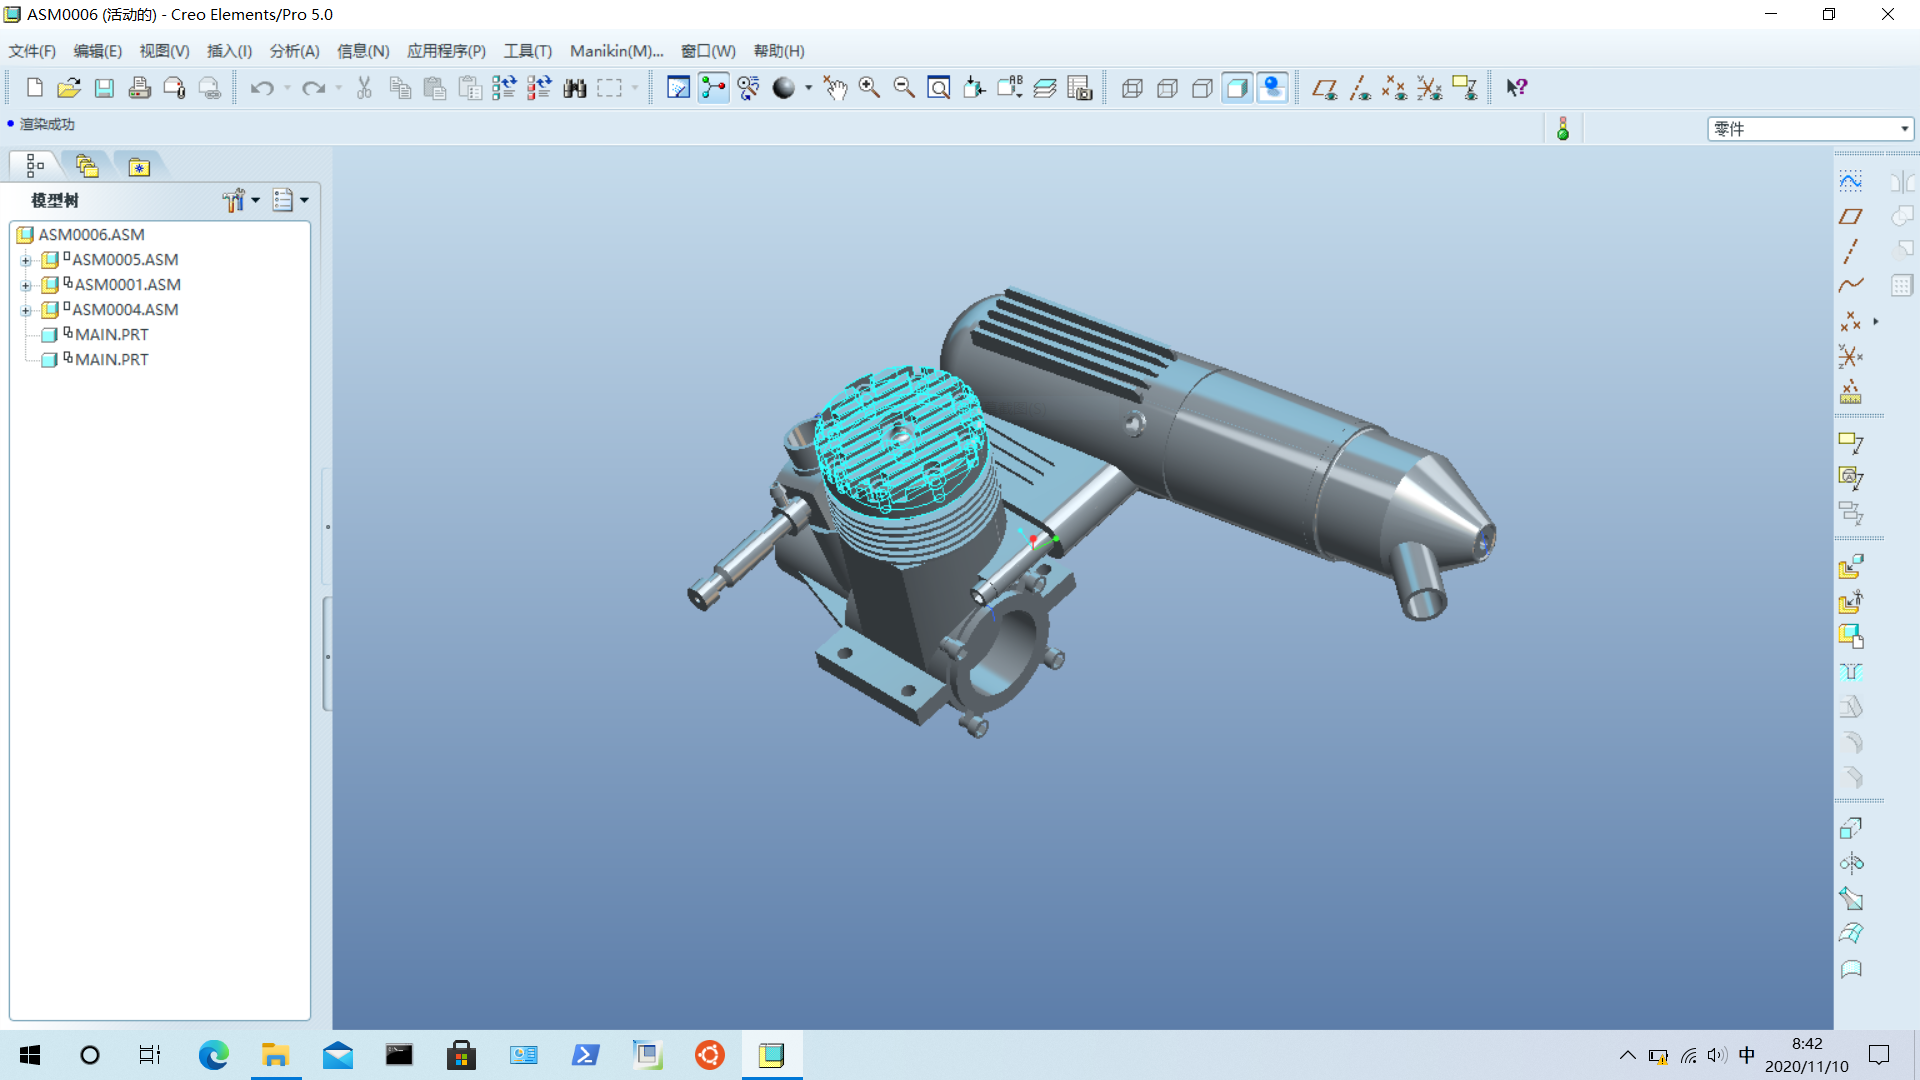 ASM0006 (活动的) - Creo Elements/Pro 5.0
文件(F) 编辑(E) 视图(V) 插入(I) 分析(A) 信息(N) 应用程序(P) 工具(T) Manikin(M)... 窗口(W) 帮助(H)
渲染成功
零件
模型树
ASM0006.ASM
ASM0005.ASM
ASM0001.ASM
ASM0004.ASM
MAIN.PRT
MAIN.PRT
中
8:42
2020/11/10